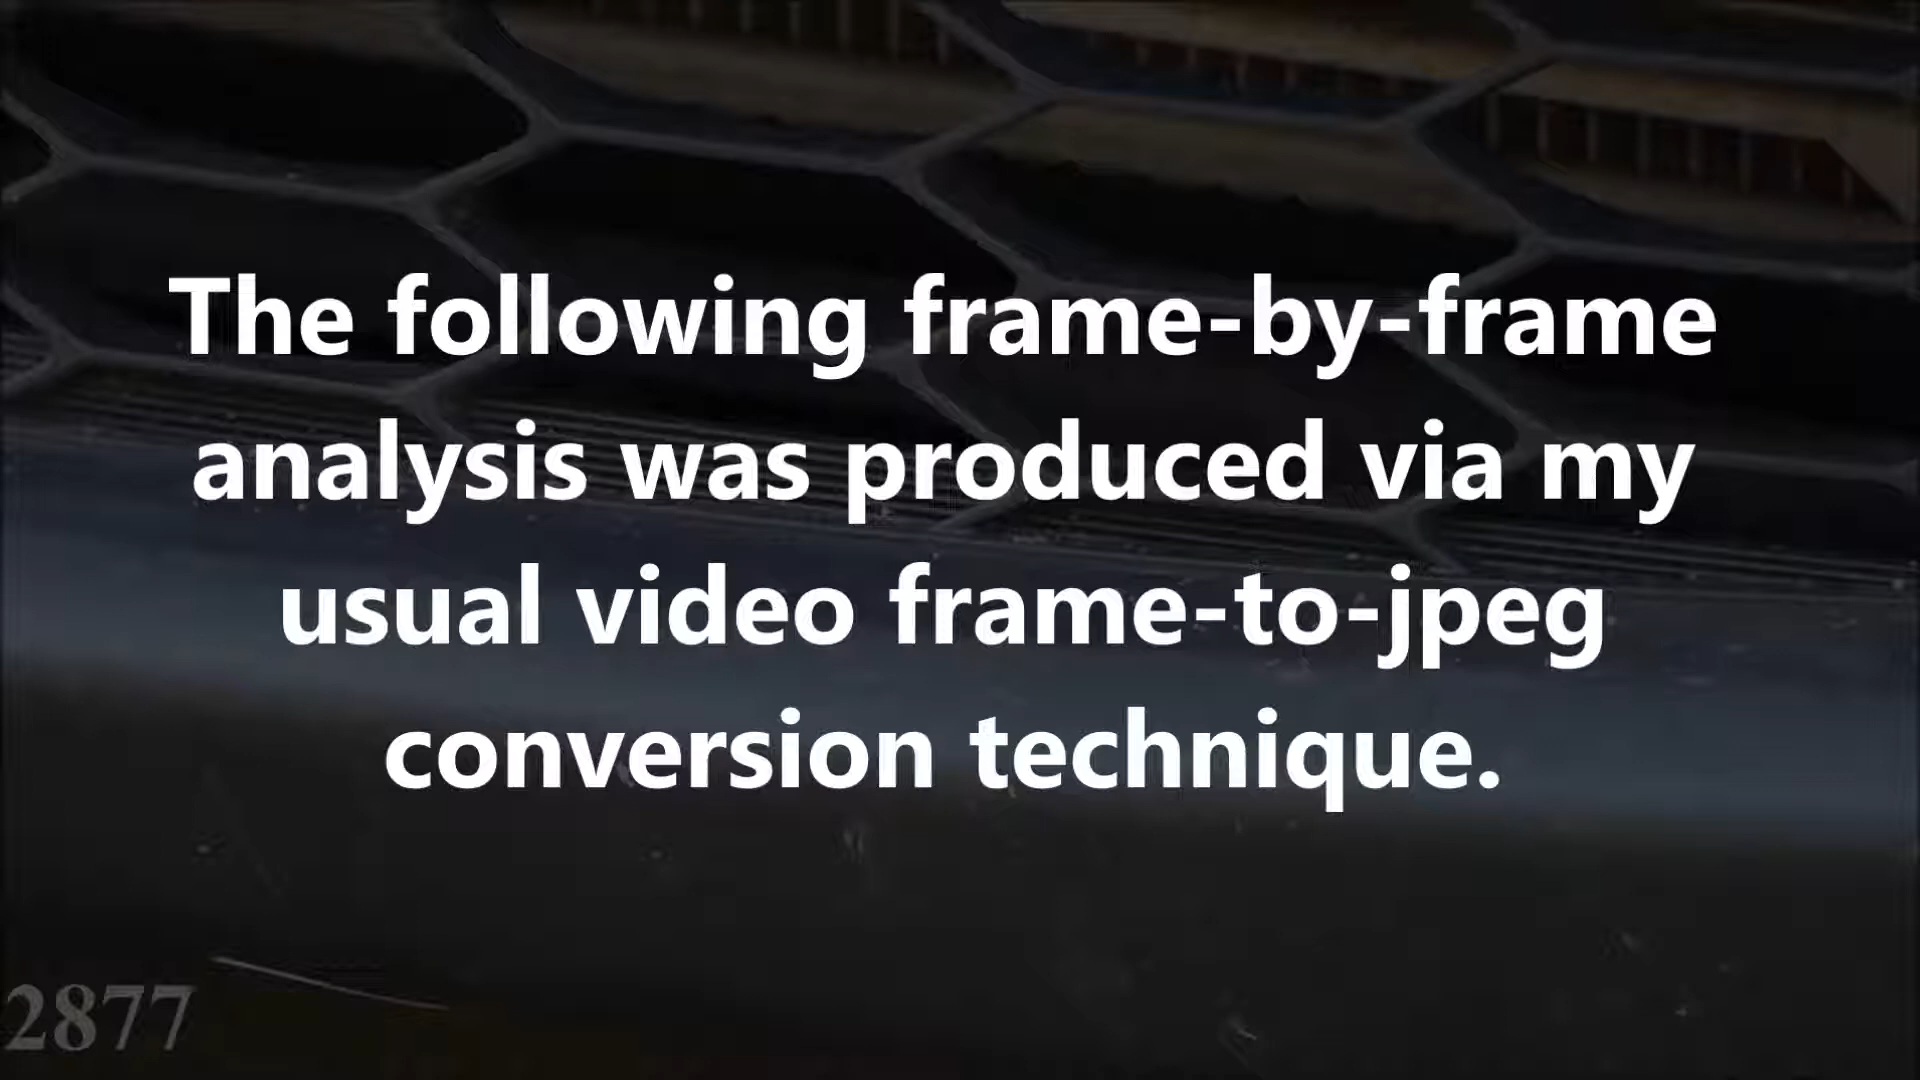 The following frame-by-frame
analysis was produced via my
usual video frame-to-jpeg
conversion technique.
2877